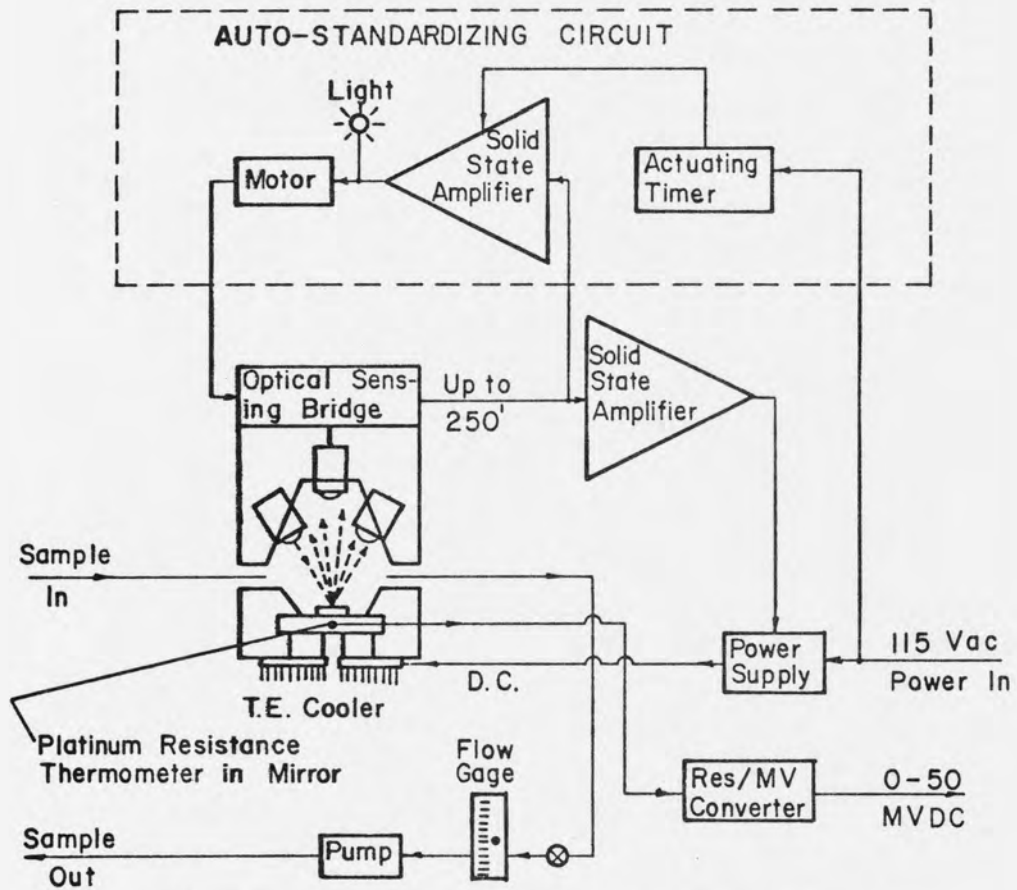 AUTO-STANDARDIZING CIRCUIT
Light
Motor
Solid
State
Amplifier
Actuating
Timer
Optical Sens-
ing Bridge
Up to
250'
Solid
State
Amplifier
Sample
In
Power
Supply
115 Vac
Power In
D.C.
T.E. Cooler
Platinum Resistance
Thermometer in Mirror
Flow
Gage
Res/MV
Converter
0-50
MVDC
Pump
Sample
Out